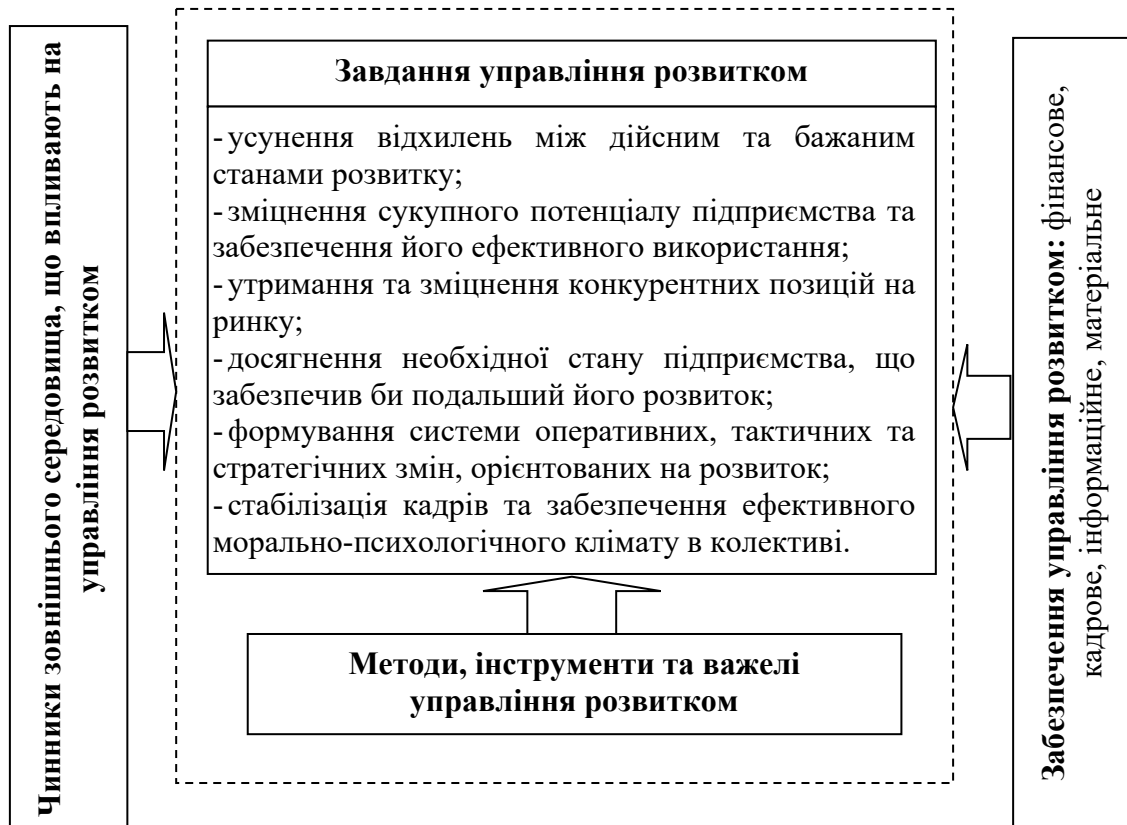 Чинники зовнішнього середовища, що впливають на
управління розвитком
Завдання управління розвитком
- усунення відхилень між дійсним та бажаним
станами розвитку;
- зміцнення сукупного потенціалу підприємства та
забезпечення його ефективного використання;
- утримання та зміцнення конкурентних позицій на
ринку;
- досягнення необхідної стану підприємства, що
забезпечив би подальший його розвиток;
- формування системи оперативних, тактичних та
стратегічних змін, орієнтованих на розвиток;
- стабілізація кадрів та забезпечення ефективного
морально-психологічного клімату в колективі.
Методи, інструменти та важелі
управління розвитком
Забезпечення управління розвитком: фінансове,
кадрове, інформаційне, матеріальне